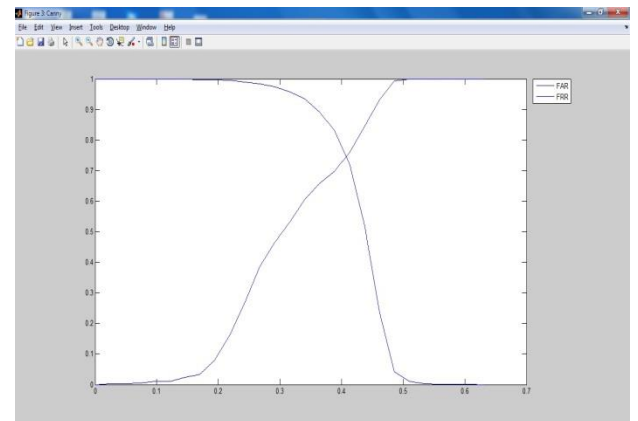 Figure 3: Canny
File Edit View Insert Tools Desktop Window Help
1
0.9
0.8
0.7
0.6
0.5
0.4
0.3
0.2
0.1
0
0 0.1 0.2 0.3 0.4 0.5 0.6 0.7
FAR
FRR